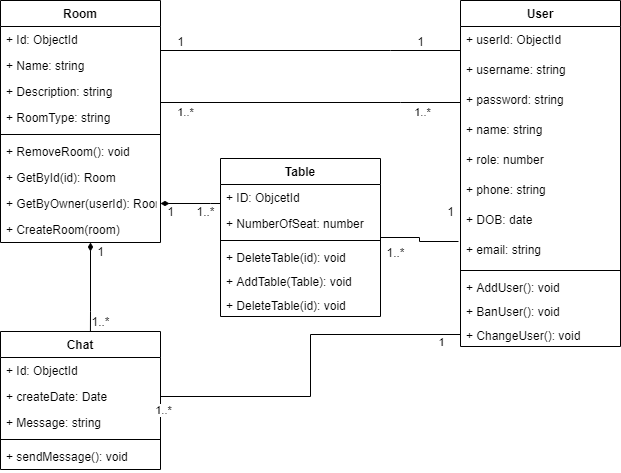 Room
+ Id: ObjectId
+ Name: string
+ Description: string
+ RoomType: string
+ RemoveRoom(): void
+ GetById(id): Room
+ GetByOwner(userId): Roo
+ CreateRoom(room)
1
1
1..*
1..*
User
+ userId: ObjectId
+ username: string
+ password: string
+ name: string
+ role: number
+ phone: string
+ DOB: date
+ email: string
+ AddUser(): void
+ BanUser(): void
+ ChangeUser(): void
Table
+ ID: ObjcetId
+ NumberOfSeat: number
+ DeleteTable(id): void
+ AddTable(Table): void
+ DeleteTable(id): void
1
1..*
1
1..*
1
1..*
Chat
+ Id: ObjectId
+ createDate: Date
+ Message: string
+ sendMessage(): void
1
1..*